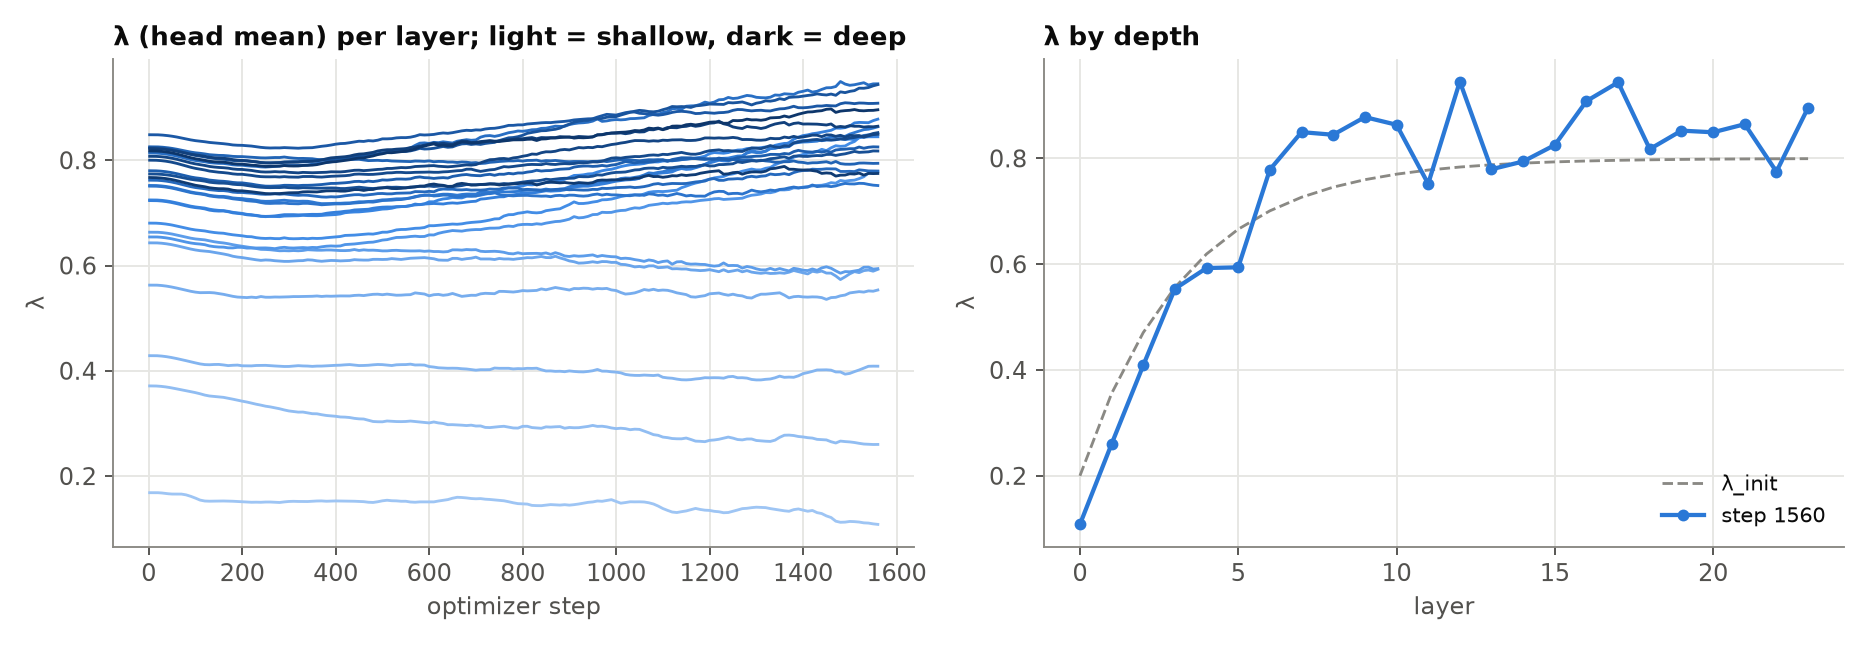 λ (head mean) per layer; light = shallow, dark = deep
λ
0.8
0.6
0.4
0.2
0 200 400 600 800 1000 1200 1400 1600
optimizer step
λ by depth
λ
0.8
0.6
0.4
0.2
λ_init
step 1560
0 5 10 15 20
layer